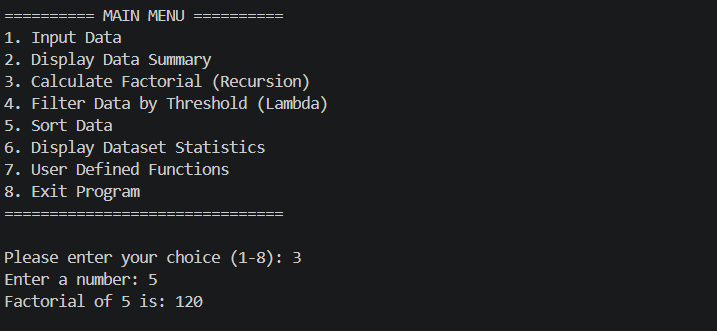 ========== MAIN MENU ==========
1. Input Data
2. Display Data Summary
3. Calculate Factorial (Recursion)
4. Filter Data by Threshold (Lambda)
5. Sort Data
6. Display Dataset Statistics
7. User Defined Functions
8. Exit Program
===============================
Please enter your choice (1-8): 3
Enter a number: 5
Factorial of 5 is: 120